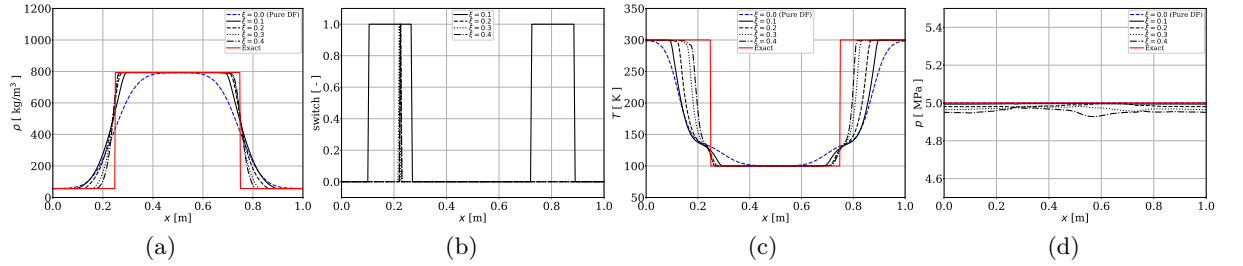 1200
1000
800
600
400
200
0
ρ [ kg/m³ ]
0.0 0.2 0.4 0.6 0.8 1.0
x [m]
ξ = 0.0 (Pure DF)
ξ = 0.1
ξ = 0.2
ξ = 0.3
ξ = 0.4
Exact
(a)
1.0
0.8
0.6
0.4
0.2
0.0
switch [ - ]
0.0 0.2 0.4 0.6 0.8 1.0
x [m]
ξ = 0.1
ξ = 0.2
ξ = 0.3
ξ = 0.4
(b)
350
300
250
200
150
100
50
T [ K ]
0.0 0.2 0.4 0.6 0.8 1.0
x [m]
ξ = 0.0 (Pure DF)
ξ = 0.1
ξ = 0.2
ξ = 0.3
ξ = 0.4
Exact
(c)
5.4
5.2
5.0
4.8
4.6
p [ MPa ]
0.0 0.2 0.4 0.6 0.8 1.0
x [m]
ξ = 0.0 (Pure DF)
ξ = 0.1
ξ = 0.2
ξ = 0.3
ξ = 0.4
Exact
(d)